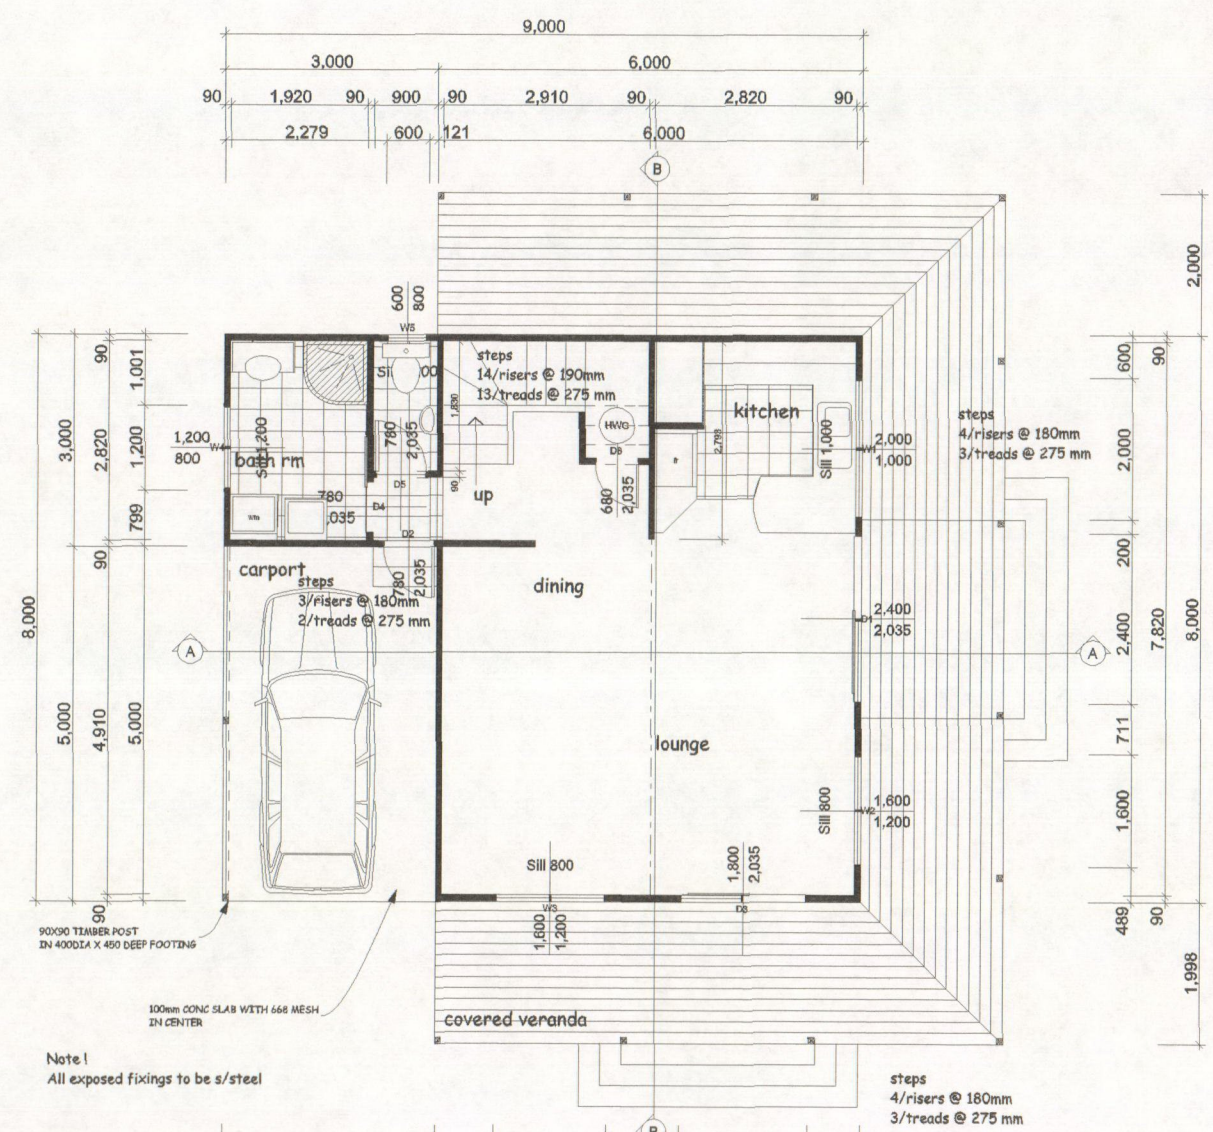 9,000
3,000 6,000
90 1,920 90 900 90 2,910 90 2,820 90
2,279 600 121 6,000
B
2,000
600
800
W5
steps
14/risers @ 190mm
13/treads @ 275 mm
1,830
HWG
D6
680
2,035
up
kitchen
2,793
Sill 1,000
2,000
W1
1,000
steps
4/risers @ 180mm
3/treads @ 275 mm
600
90
2,000
200
2,400
7,820
8,000
711
1,600
489
90
1,998
90
1,001
3,000
2,820
1,200
799
90
8,000
5,000
4,910
5,000
90
1,200
800
Sill 1,200
bath rm
Wm
780
,035
780
2,035
D5
D4
D2
90
carport
steps
3/risers @ 180mm
2/treads @ 275 mm
780
2,035
dining
2,400
D1
2,035
A
A
lounge
Sill 800
1,600
W2
1,200
Sill 800
1,800
2,035
W3
D3
1,600
1,200
90X90 TIMBER POST
IN 400DIA X 450 DEEP FOOTING
100mm CONC SLAB WITH 668 MESH
IN CENTER
covered veranda
Note !
All exposed fixings to be s/steel
steps
4/risers @ 180mm
3/treads @ 275 mm